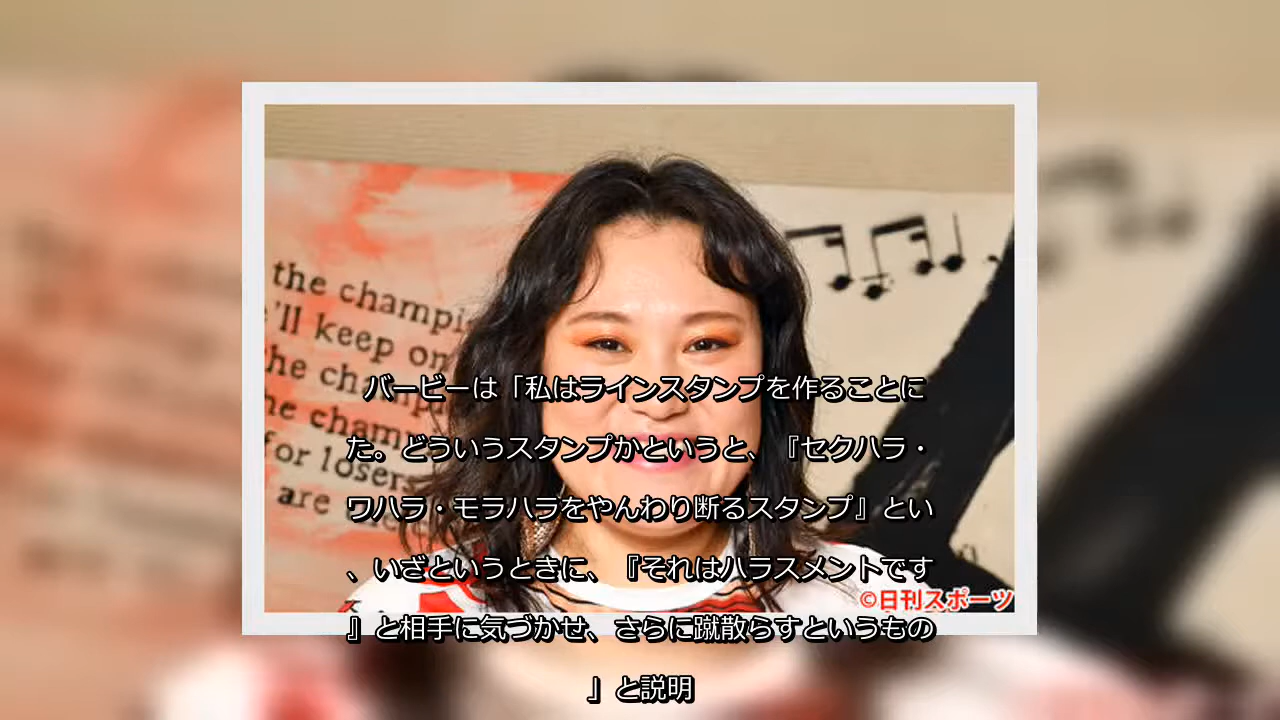 the champi
'll keep on
the champi
he champ
for losers
are the
バービーは「私はラインスタンプを作ることに
た。どういうスタンプかというと、『セクハラ・
ワハラ・モラハラをやんわり断るスタンプ』とい
、いざというときに、『それはハラスメントです
』と相手に気づかせ、さらに蹴散らすというもの
」と説明
©日刊スポーツ